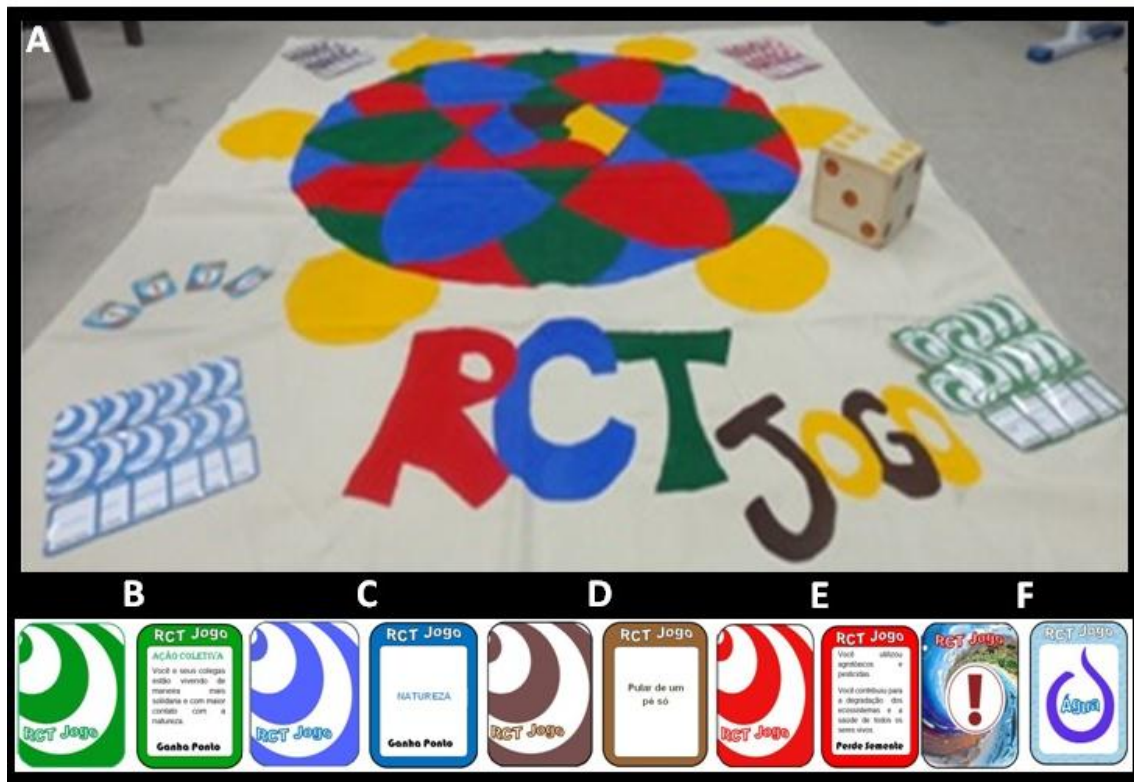 A
RCT JOGO
B C D E F
RCT Jogo
RCT Jogo
AÇÃO COLETIVA
Você e seus colegas
estão vivendo de
maneira mais
solidaria e com maior
contato com a
natureza.
Ganha Ponto
RCT Jogo
RCT Jogo
NATUREZA
Ganha Ponto
RCT Jogo
RCT Jogo
Pular de um
pé só
RCT Jogo
RCT Jogo
Você utilizou
agrotóxicos e
pesticidas.
Você contribuiu para
a degradação dos
ecossistemas e a
saúde de todos os
seres vivos.
Perde Semente
RCT Jogo
!
RCT Jogo
Água